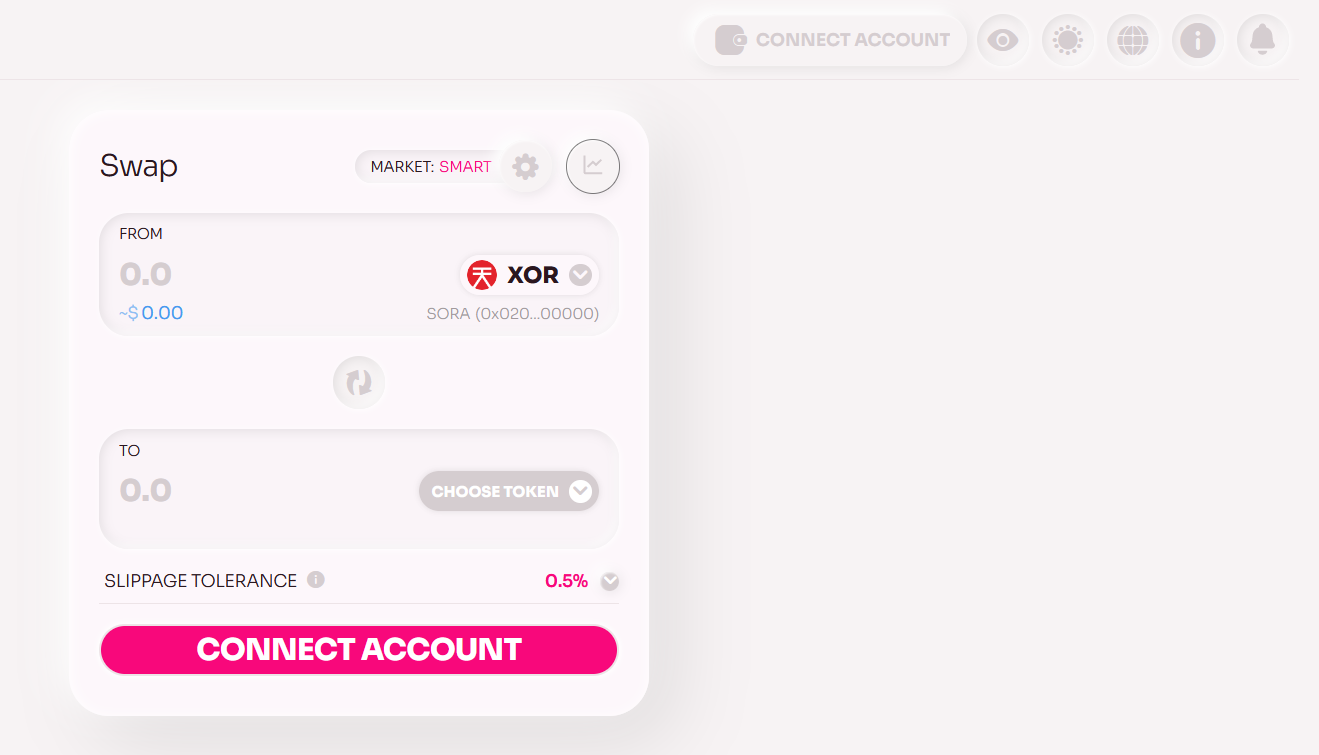 CONNECT ACCOUNT
Swap
MARKET: SMART
FROM
0.0
XOR
~$ 0.00
SORA (0x020...00000)
TO
0.0
CHOOSE TOKEN
SLIPPAGE TOLERANCE
0.5%
CONNECT ACCOUNT